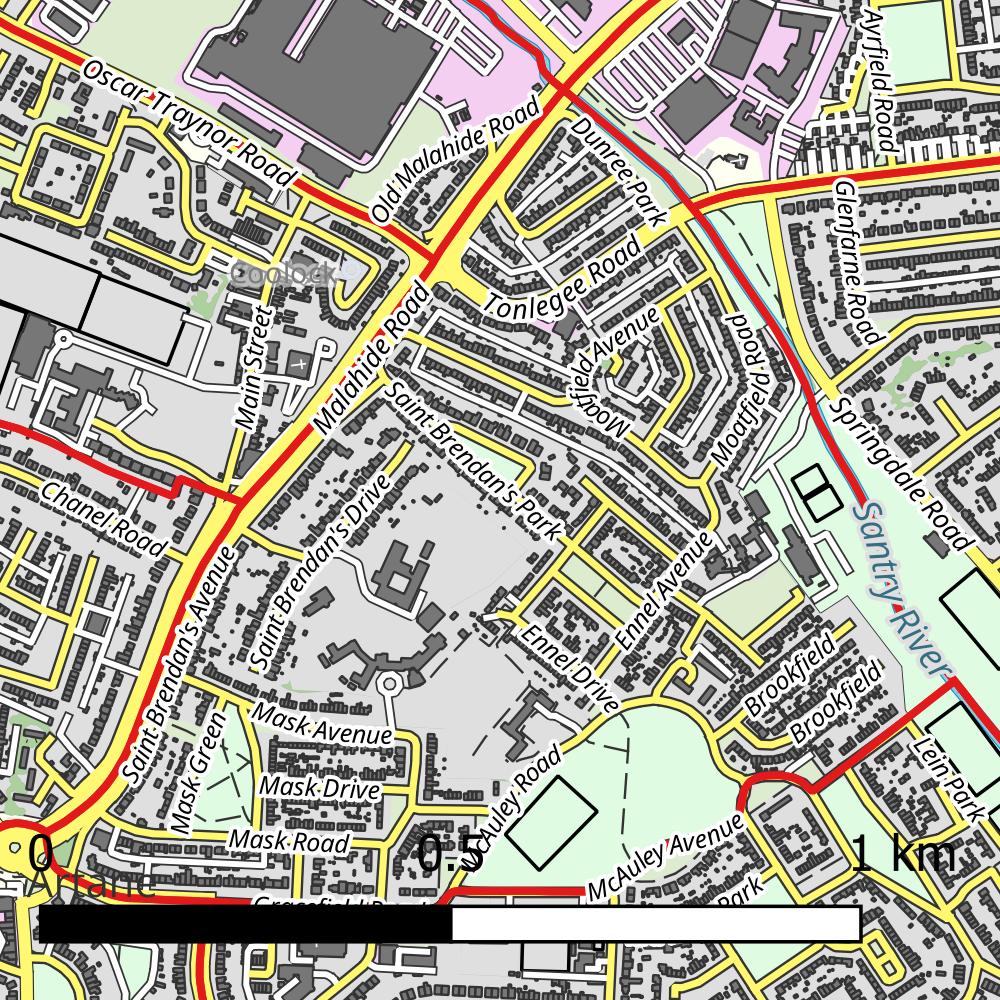 Ayrfield Road
Oscar Traynor Road
Old Malahide Road
Dunree Park
Glenfarne Road
Tonlegee Road
Coolock
Main Street
Malahide Road
Moatfield Avenue
Moatfield Road
Saint Brendan's Park
Springdale Road
Chanel Road
Saint Brendan's Drive
Santry River
Saint Brendan's Avenue
Ennel Avenue
Ennel Drive
Brookfield
Brookfield
Mask Avenue
Mask Green
Mask Drive
Mask Road
McAuley Road
McAuley Avenue
Lein Park
Park
Artane
0
0.5
1 km